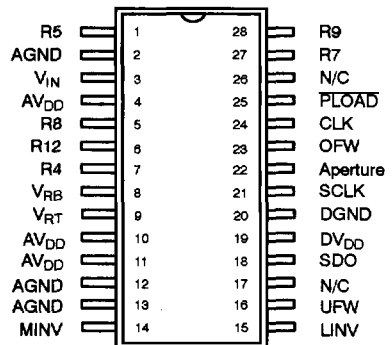 R5 1 28 R9
AGND 2 27 R7
VIN 3 26 N/C
AVDD 4 25 PLOAD
R8 5 24 CLK
R12 6 23 OFW
R4 7 22 Aperture
VRB 8 21 SCLK
VRT 9 20 DGND
AVDD 10 19 DVDD
AVDD 11 18 SDO
AGND 12 17 N/C
AGND 13 16 UFW
MINV 14 15 LINV